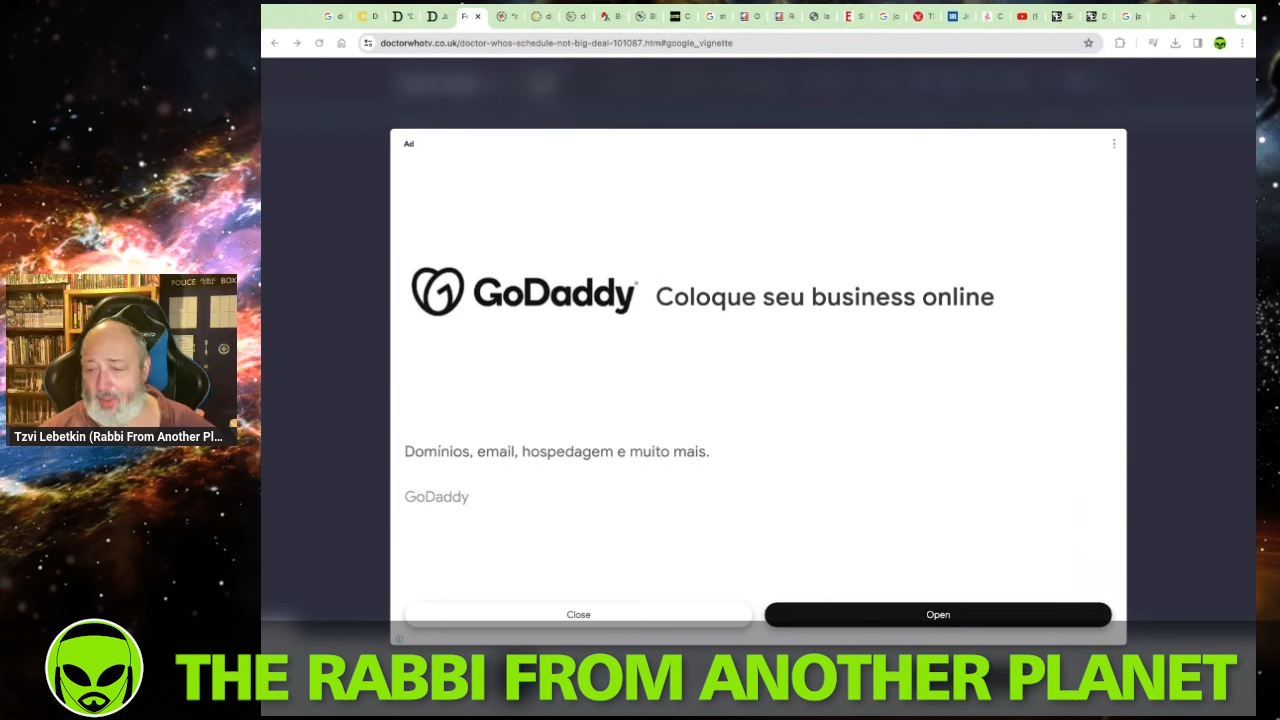 doctorwhotv.co.uk/doctor-whos-schedule-not-big-deal-101087.htm#google_vignette
Ad
GoDaddy
Coloque seu business online
POLICE PUBLIC BOX
Tzvi Lebetkin (Rabbi From Another Pl...
Domínios, email, hospedagem e muito mais.
GoDaddy
Close
Open
THE RABBI FROM ANOTHER PLANET